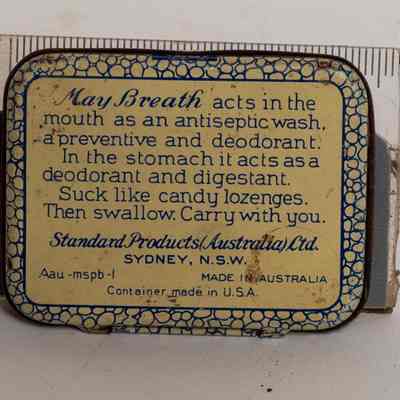 May Breath acts in the
mouth as an antiseptic wash,
a preventive and deodorant.
In the stomach it acts as a
deodorant and digestant.
Suck like candy lozenges.
Then swallow. Carry with you.
Standard Products (Australia) Ltd.
SYDNEY, N.S.W.
Aau-mspb-1 MADE IN AUSTRALIA
Container made in U.S.A.